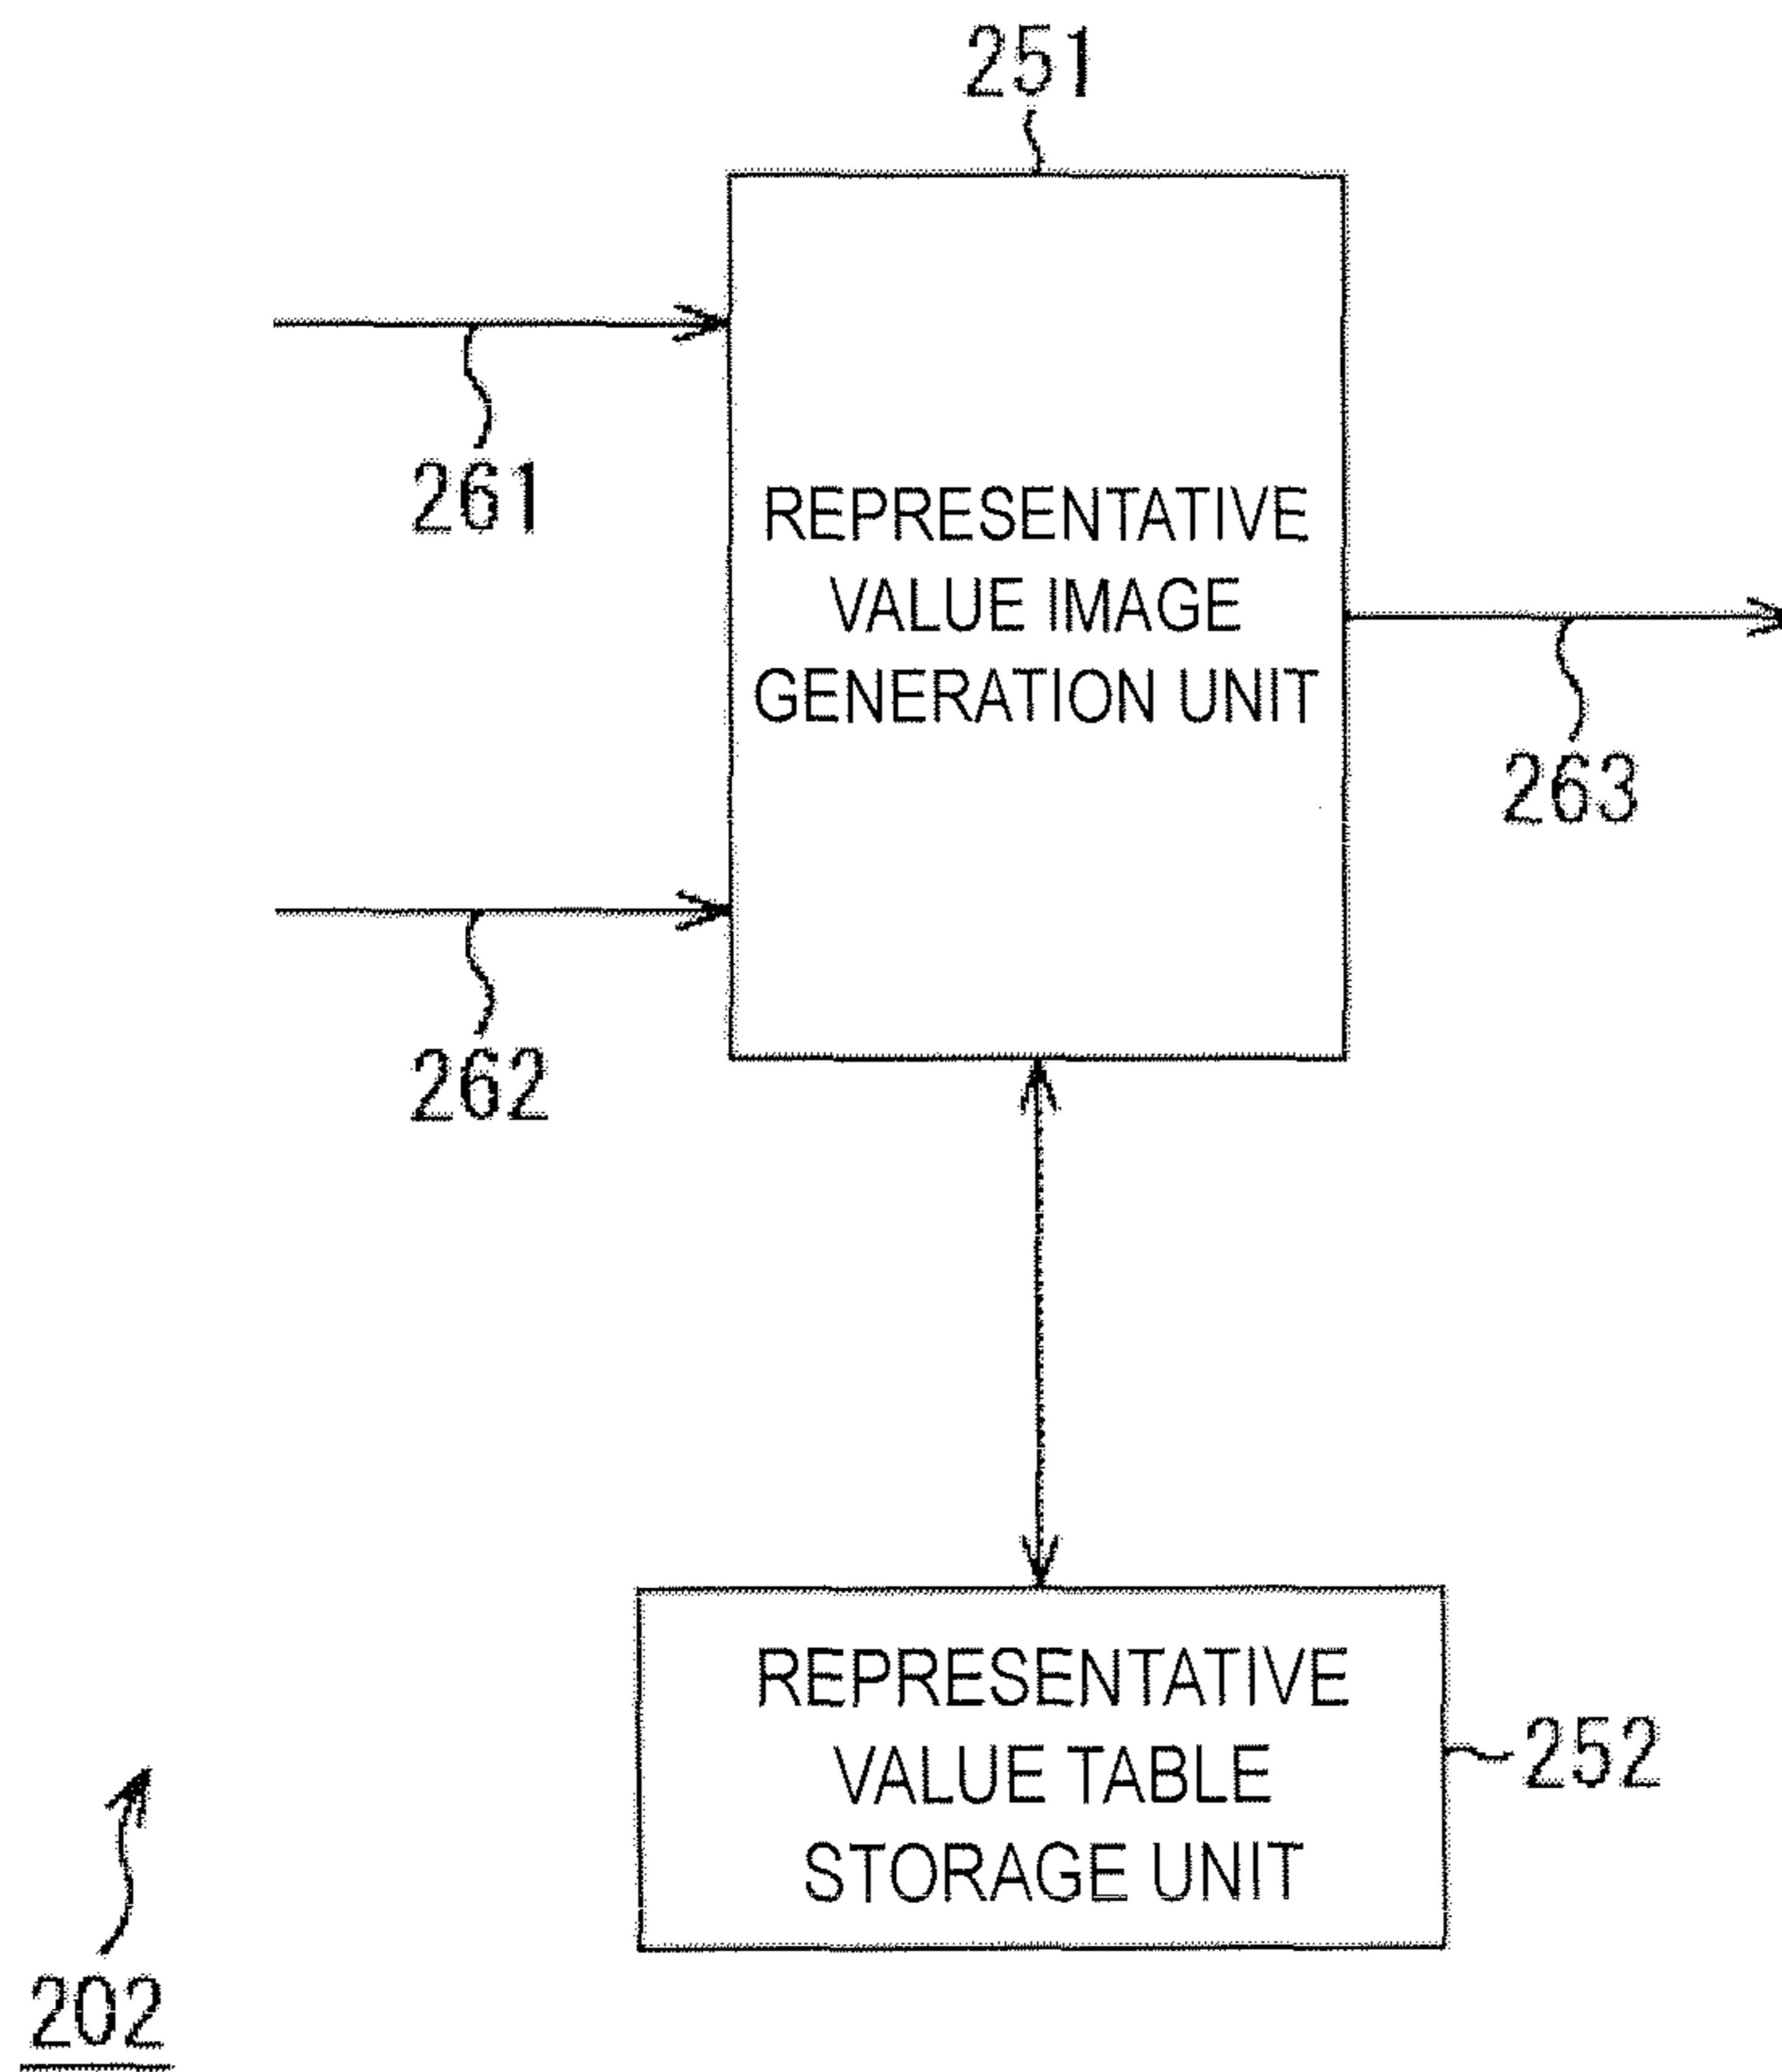 251
261
REPRESENTATIVE
VALUE IMAGE
GENERATION UNIT
263
262
REPRESENTATIVE
VALUE TABLE
STORAGE UNIT
252
202